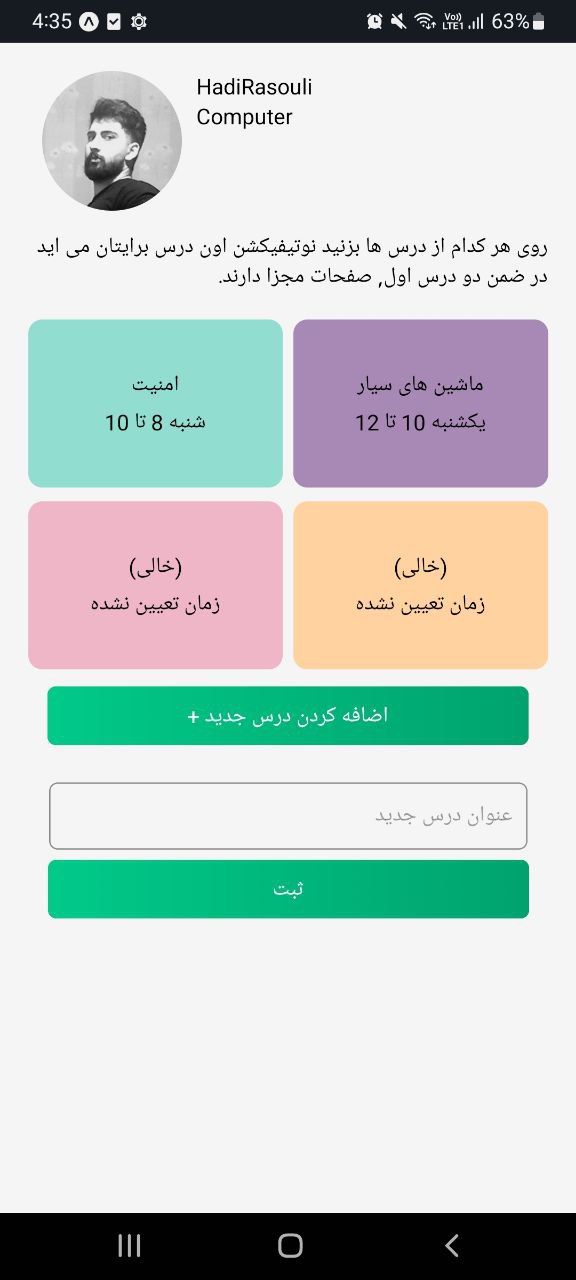 4:35
Vo))
LTE1
63%
HadiRasouli
Computer
روی هر کدام از درس ها بزنید نوتیفیکشن اون درس برایتان می اید
در ضمن دو درس اول, صفحات مجزا دارند.
ماشین های سیار
یکشنبه 10 تا 12
امنیت
شنبه 8 تا 10
(خالی)
زمان تعیین نشده
(خالی)
زمان تعیین نشده
اضافه کردن درس جدید +
عنوان درس جدید
ثبت